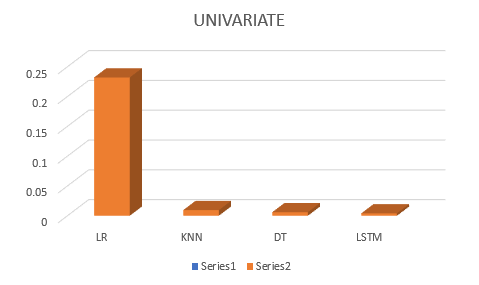 UNIVARIATE
0.25
0.2
0.15
0.1
0.05
0
LR KNN DT LSTM
Series1 Series2